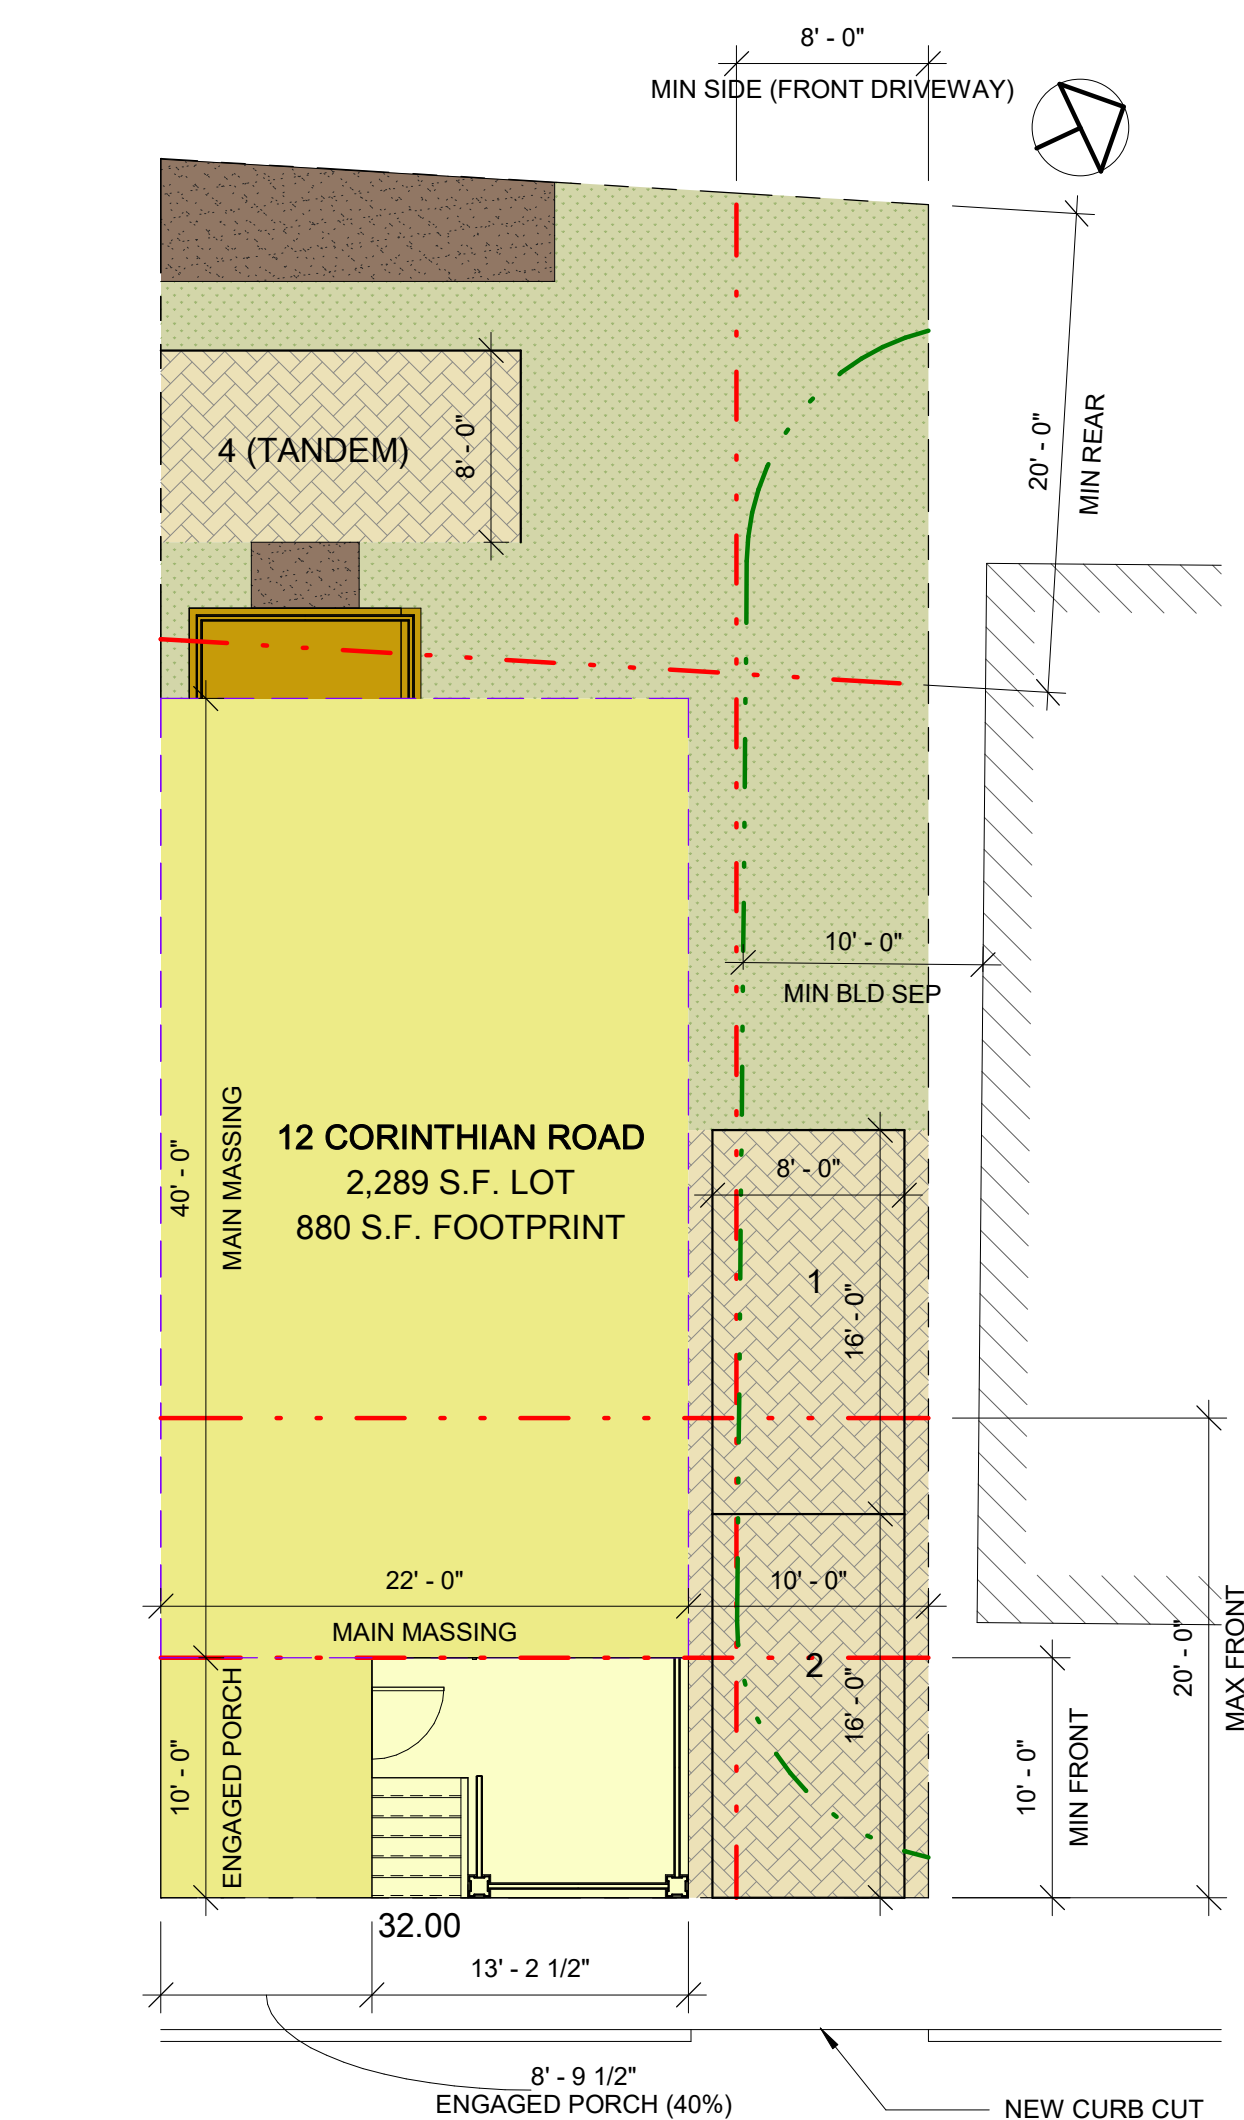 8' - 0"
MIN SIDE (FRONT DRIVEWAY)
4 (TANDEM)
8' - 0"
20' - 0"
MIN REAR
10' - 0"
MIN BLD SEP
40' - 0"
MAIN MASSING
12 CORINTHIAN ROAD
2,289 S.F. LOT
880 S.F. FOOTPRINT
8' - 0"
1
16' - 0"
22' - 0"
MAIN MASSING
10' - 0"
2
16' - 0"
10' - 0"
ENGAGED PORCH
10' - 0"
MIN FRONT
20' - 0"
MAX FRONT
32.00
13' - 2 1/2"
8' - 9 1/2"
ENGAGED PORCH (40%)
NEW CURB CUT